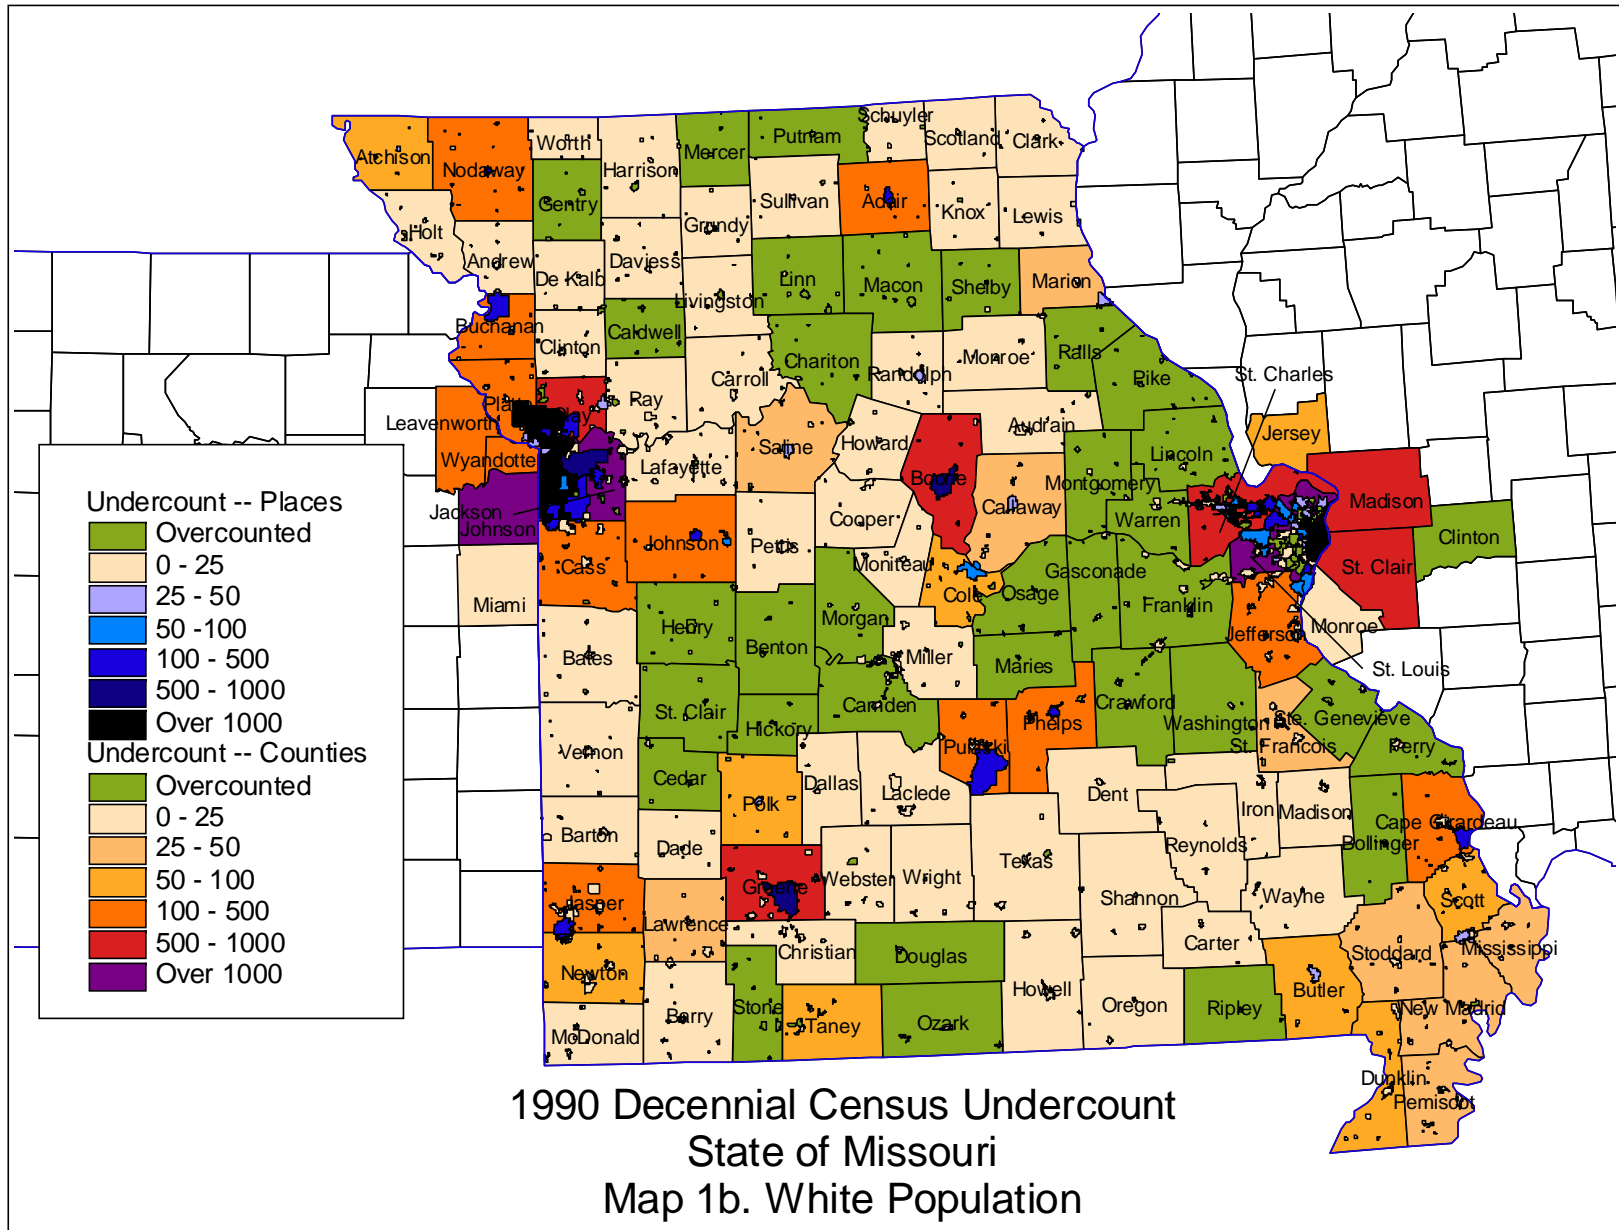 Schuyler
Putnam
Scotland
Clark
Worth
Mercer
Atchison
Nodaway
Harrison
Sullivan
Adair
Gentry
Knox
Lewis
Grundy
Holt
Andrew
Daviess
De Kalb
Linn
Macon
Shelby
Marion
Livingston
Buchanan
Caldwell
Clinton
Chariton
Monroe
Ralls
Randolph
Carroll
Pike
St. Charles
Platte
Clay
Ray
Leavenworth
Audrain
Howard
Saline
Jersey
Wyandotte
Lafayette
Lincoln
Boone
Montgomery
Madison
Jackson
Johnson
Callaway
Cooper
Warren
Clinton
Johnson
Pettis
Moniteau
Cass
Gasconade
St. Clair
Cole
Osage
Miami
Franklin
Morgan
Henry
Monroe
Jefferson
Benton
Bates
Miller
Maries
St. Louis
St. Clair
Camden
Crawford
Hickory
Phelps
Washington
Ste. Genevieve
Pulaski
St. Francois
Perry
Vernon
Cedar
Dallas
Laclede
Dent
Polk
Iron
Madison
Cape Girardeau
Barton
Dade
Reynolds
Bollinger
Texas
Webster
Wright
Greene
Shannon
Wayne
Jasper
Scott
Lawrence
Christian
Douglas
Carter
Stoddard
Mississippi
Newton
Howell
Butler
Stone
Barry
Taney
Ozark
Oregon
Ripley
New Madrid
McDonald
Dunklin
Pemiscot
Undercount -- Places
Overcounted
0 - 25
25 - 50
50 -100
100 - 500
500 - 1000
Over 1000
Undercount -- Counties
Overcounted
0 - 25
25 - 50
50 - 100
100 - 500
500 - 1000
Over 1000
1990 Decennial Census Undercount
State of Missouri
Map 1b. White Population